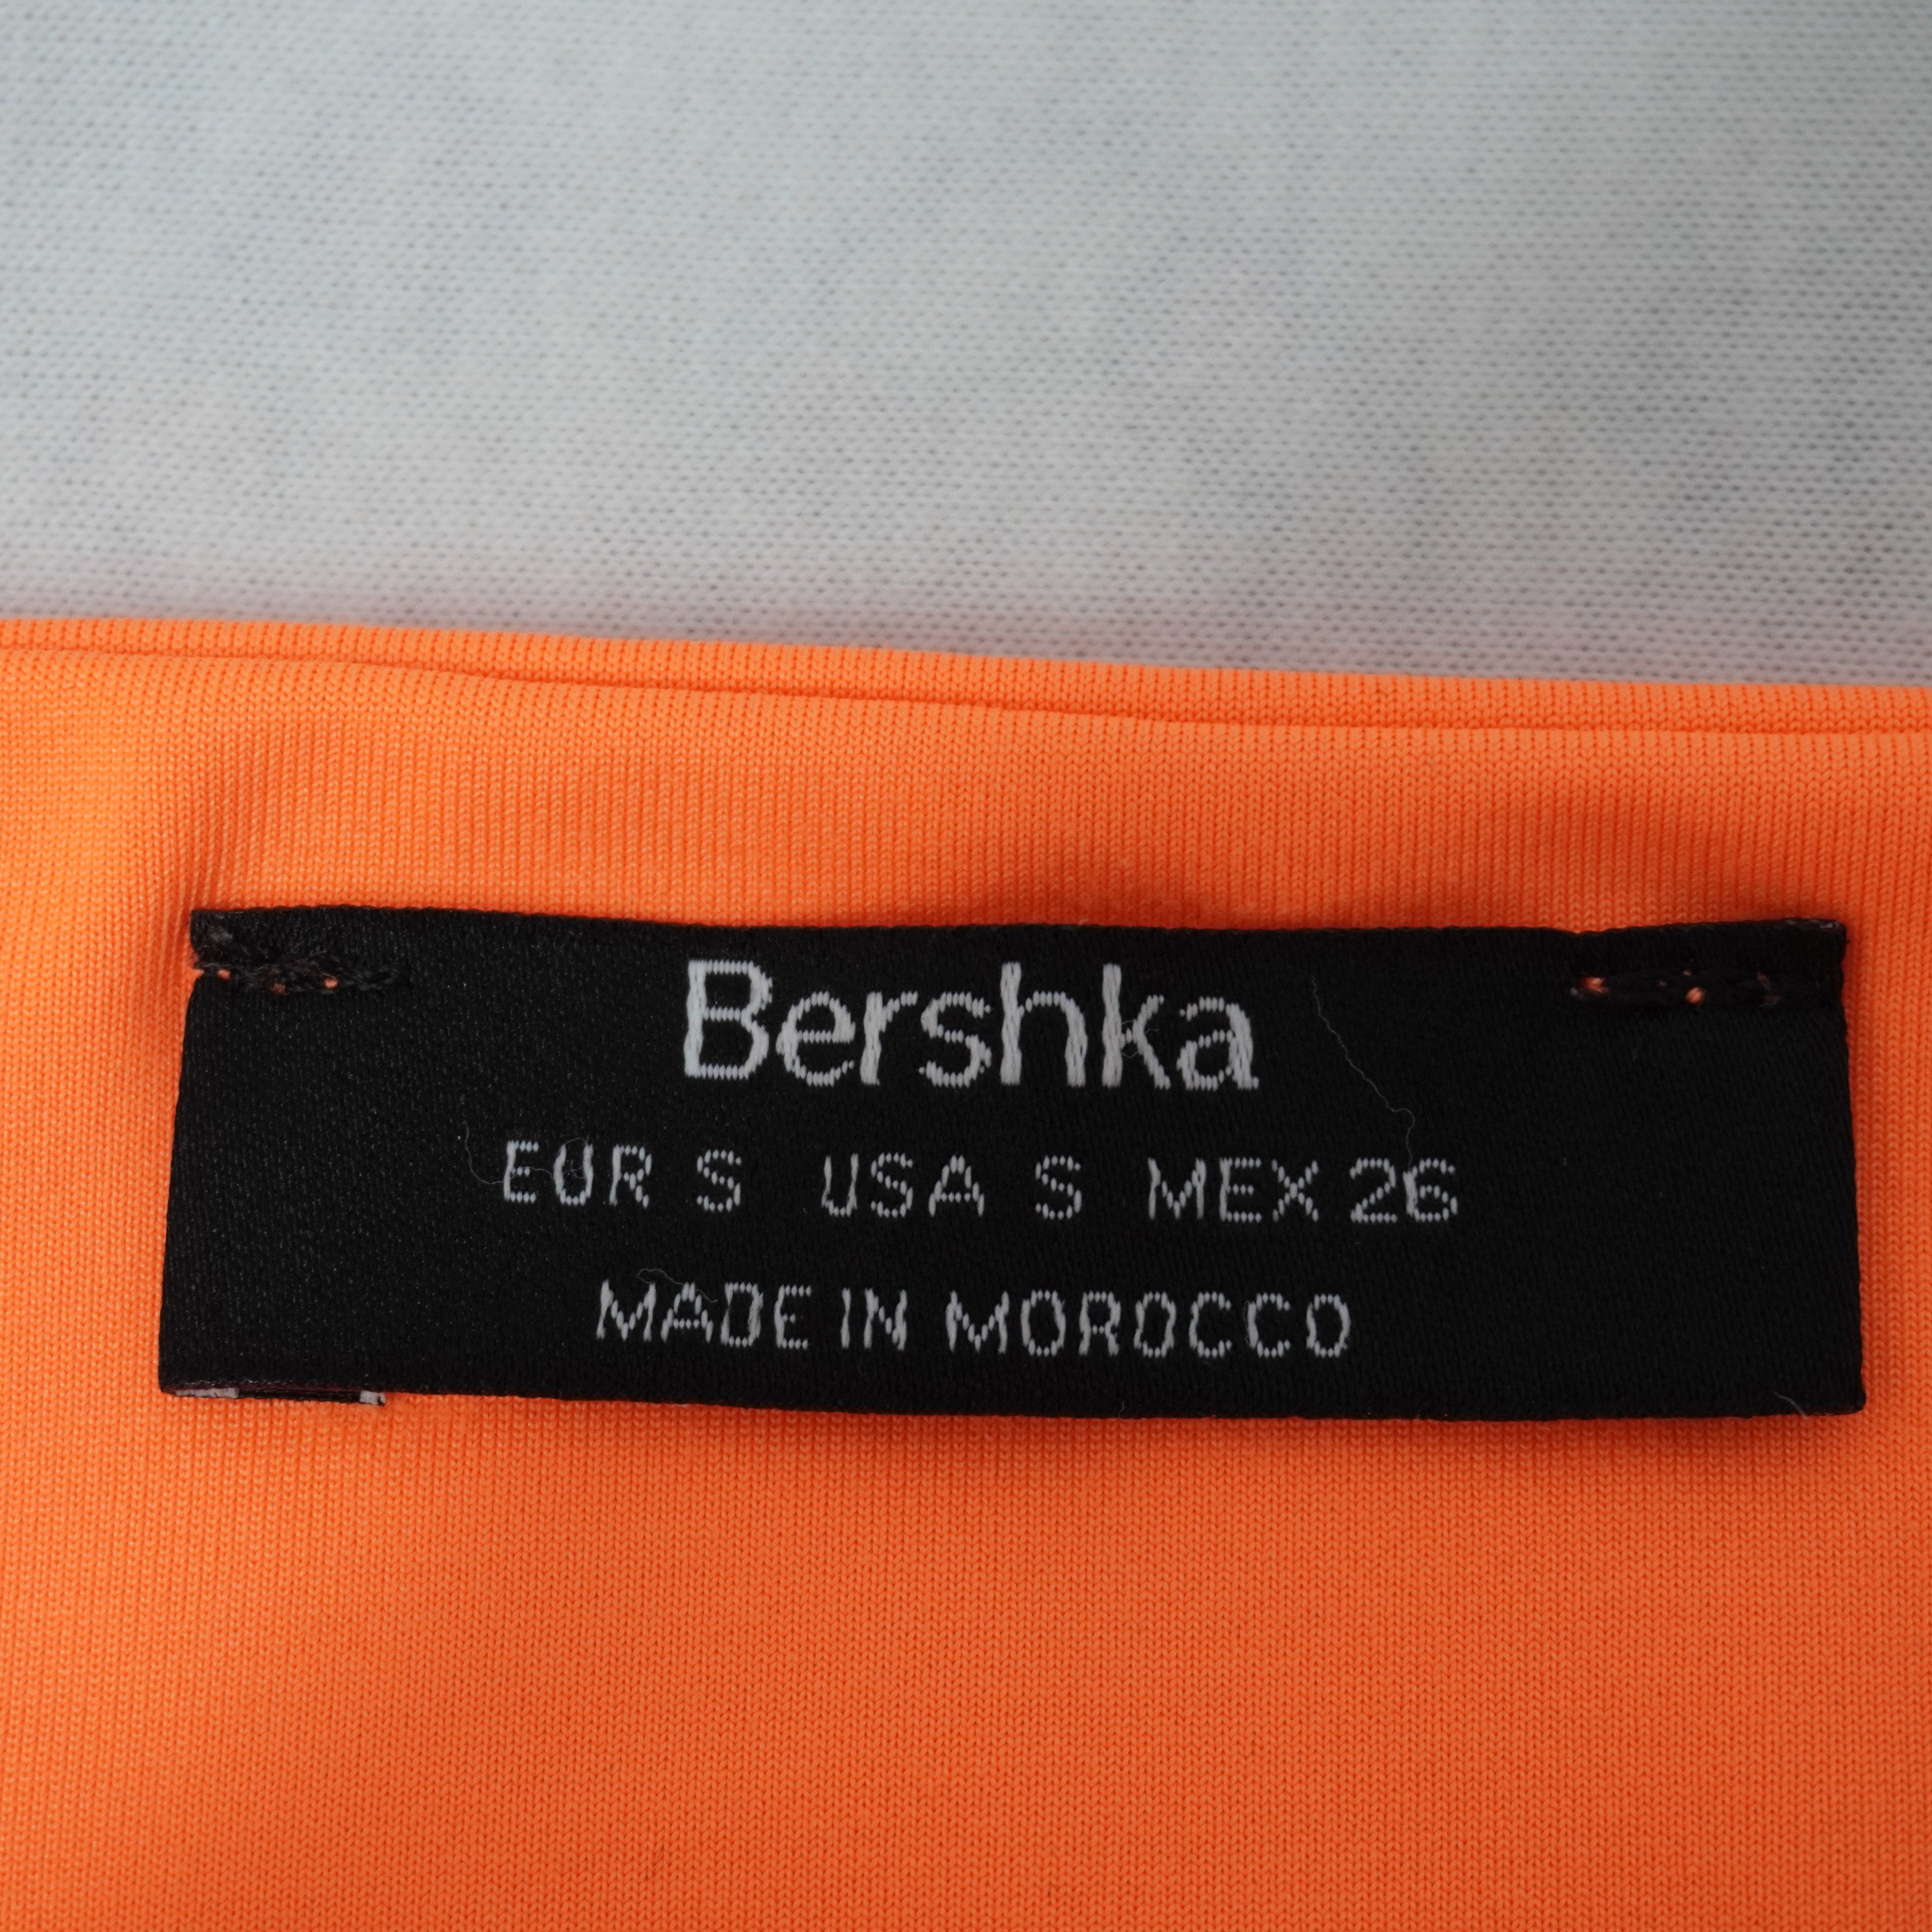 Bershka
EUR S USA S MEX 26
MADE IN MOROCCO